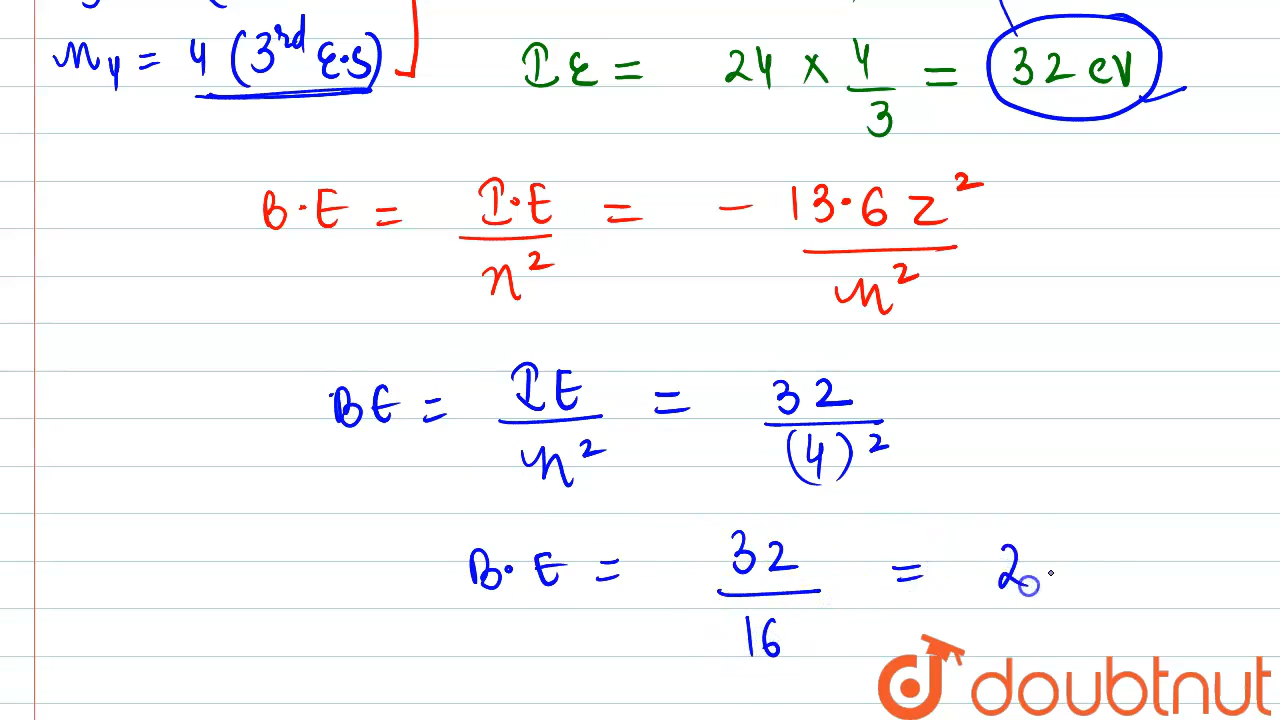 n₄ = 4 (3rd E.S)
IE = 24 × 4/3 = 32 eV
B.E = I.E/n² = - 13.6 z²/n²
BE = IE/n² = 32/(4)²
B.E = 32/16 = 2
doubtnut